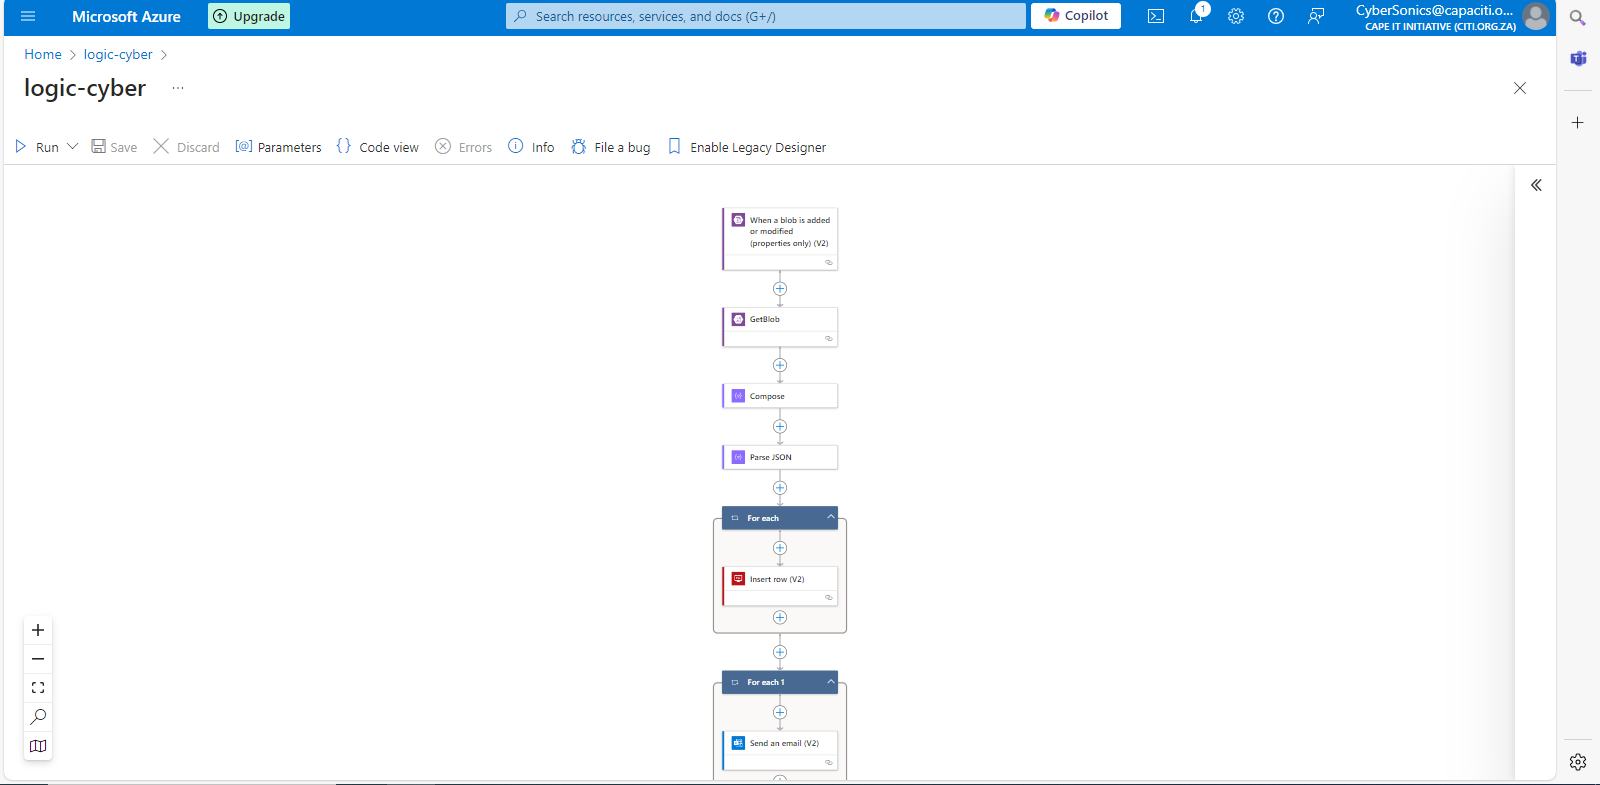 Microsoft Azure
Upgrade
Search resources, services, and docs (G+/)
Copilot
1
CyberSonics@capaciti.o...
CAPE IT INITIATIVE (CITI.ORG.ZA)
Home > logic-cyber >
logic-cyber ...
Run
Save
Discard
Parameters
Code view
Errors
Info
File a bug
Enable Legacy Designer
When a blob is added
or modified
(properties only) (V2)
GetBlob
Compose
Parse JSON
For each
Insert row (V2)
For each 1
Send an email (V2)